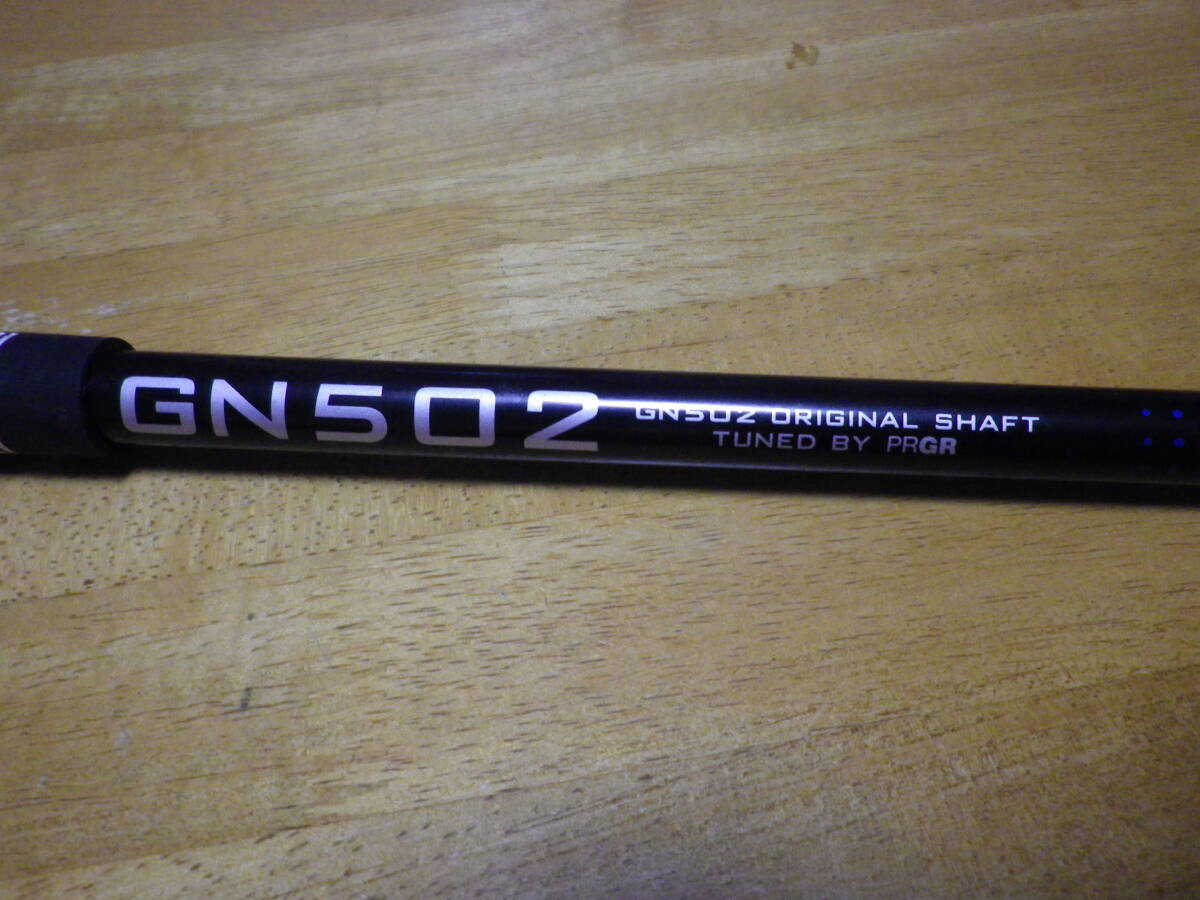 GN502
GN502 ORIGINAL SHAFT
TUNED BY PRGR